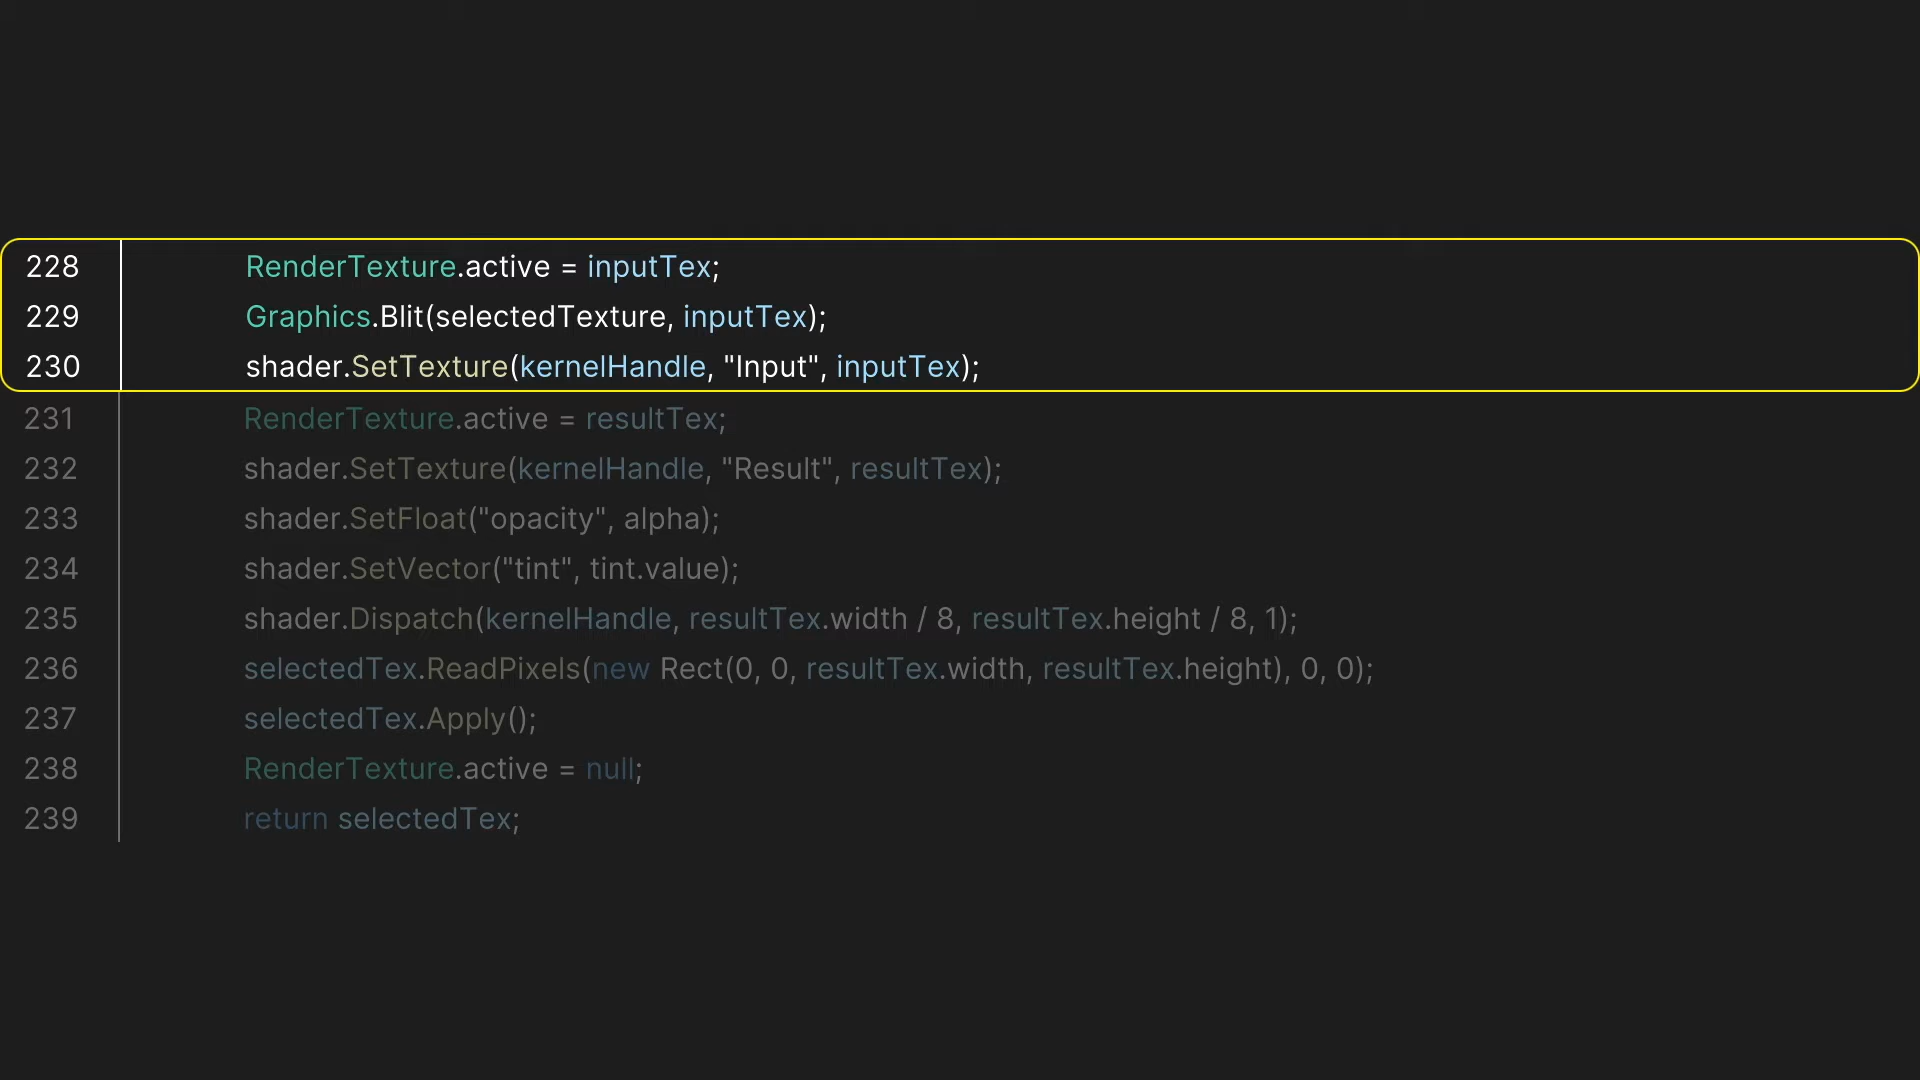 228 RenderTexture.active = inputTex;
229 Graphics.Blit(selectedTexture, inputTex);
230 shader.SetTexture(kernelHandle, "Input", inputTex);
231 RenderTexture.active = resultTex;
232 shader.SetTexture(kernelHandle, "Result", resultTex);
233 shader.SetFloat("opacity", alpha);
234 shader.SetVector("tint", tint.value);
235 shader.Dispatch(kernelHandle, resultTex.width / 8, resultTex.height / 8, 1);
236 selectedTex.ReadPixels(new Rect(0, 0, resultTex.width, resultTex.height), 0, 0);
237 selectedTex.Apply();
238 RenderTexture.active = null;
239 return selectedTex;